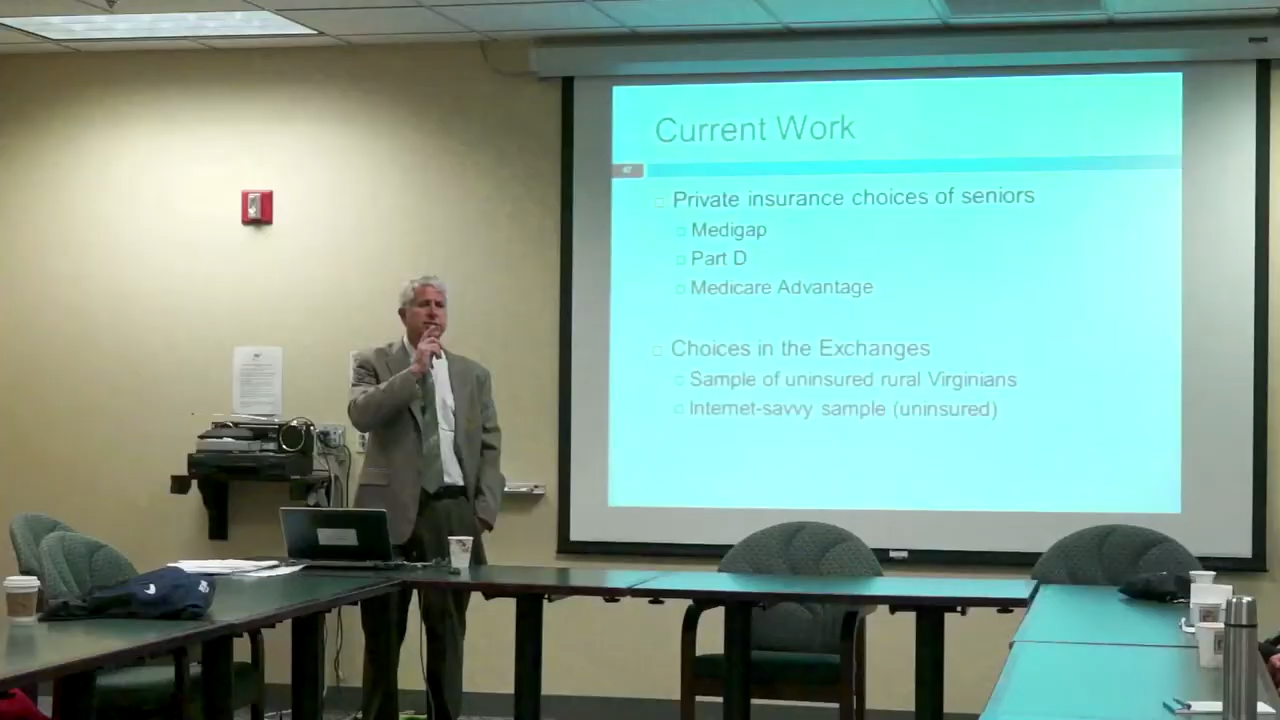 Current Work
47
Private insurance choices of seniors
Medigap
Part D
Medicare Advantage
Choices in the Exchanges
Sample of uninsured rural Virginians
Internet-savvy sample (uninsured)